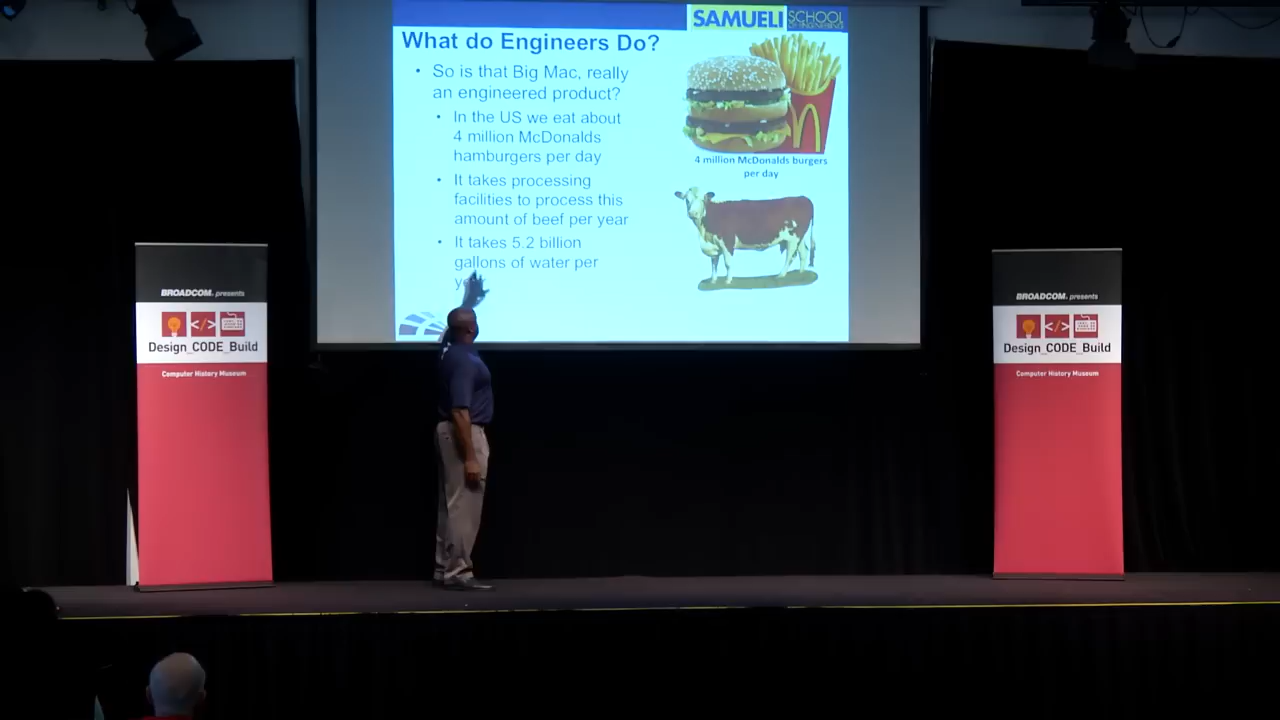 SAMUELI SCHOOL
OF ENGINEERING
What do Engineers Do?
• So is that Big Mac, really
an engineered product?
• In the US we eat about
4 million McDonalds
hamburgers per day
• It takes processing
facilities to process this
amount of beef per year
• It takes 5.2 billion
gallons of water per
year
4 million McDonalds burgers
per day
BROADCOM. presents
</>
Design_CODE_Build
Computer History Museum
BROADCOM. presents
</>
Design_CODE_Build
Computer History Museum